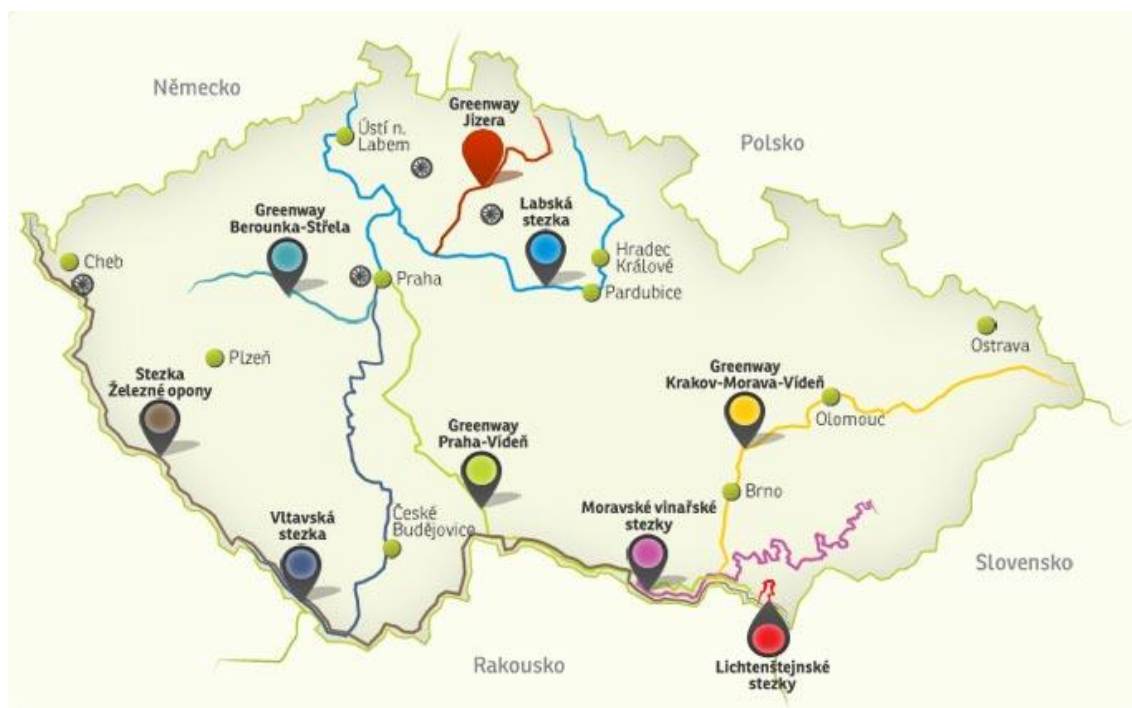 Německo
Greenway
Jizera
Ústí n.
Labem
Polsko
Greenway
Berounka-Střela
Labská
stezka
Cheb
Hradec
Králové
Praha
Pardubice
Ostrava
Plzeň
Stezka
Železné opony
Greenway
Krakov-Morava-Vídeň
Olomouc
Greenway
Praha-Vídeň
Brno
Vltavská
stezka
České
Budějovice
Moravské vinařské
stezky
Slovensko
Rakousko
Lichtenštejnské
stezky